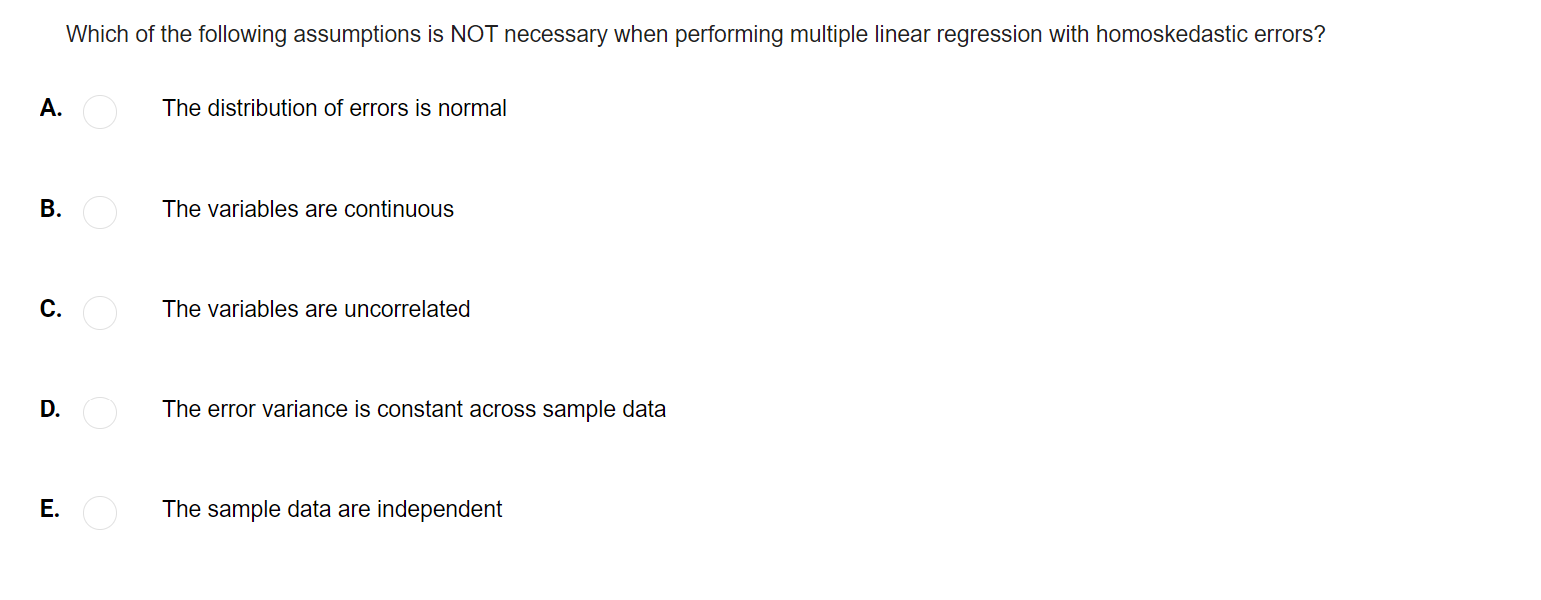 Which of the following assumptions is NOT necessary when performing multiple linear regression with homoskedastic errors?
A. The distribution of errors is normal
B. The variables are continuous
C. The variables are uncorrelated
D. The error variance is constant across sample data
E. The sample data are independent